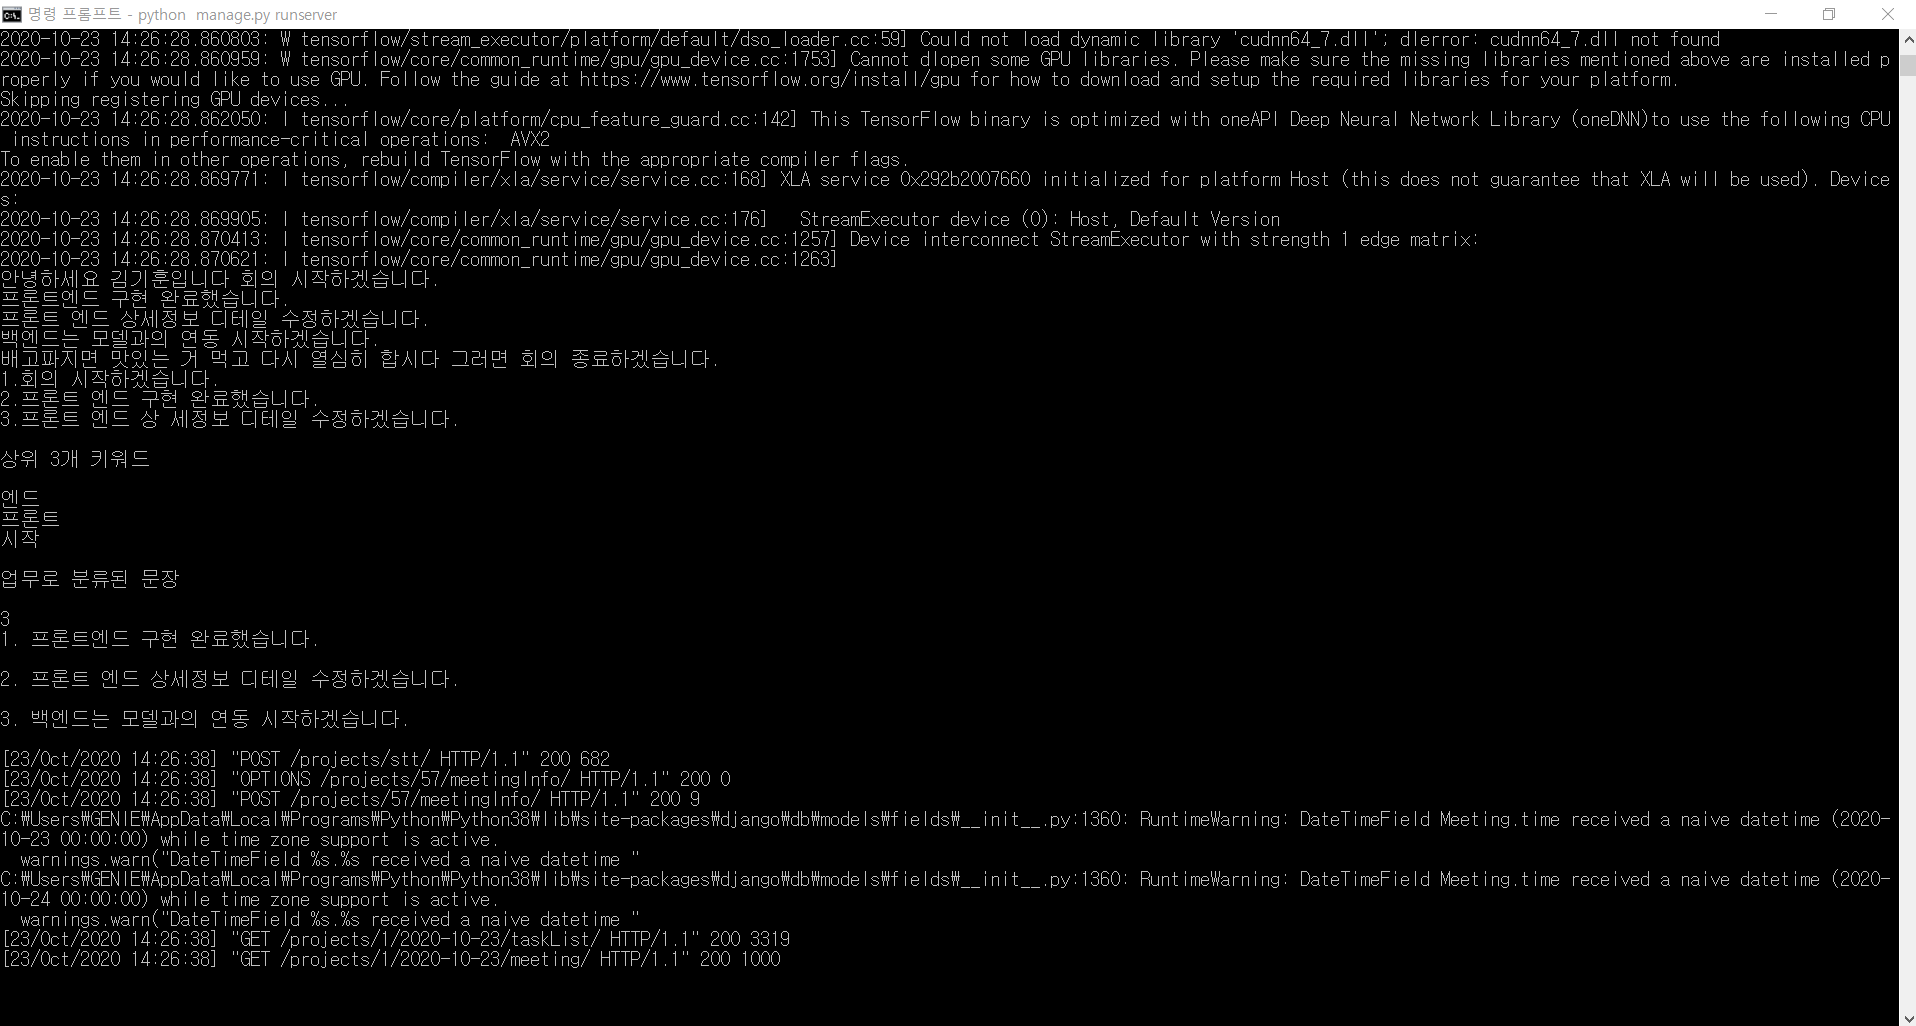 명령 프롬프트 - python  manage.py runserver
2020-10-23 14:26:28.860803: W tensorflow/stream_executor/platform/default/dso_loader.cc:59] Could not load dynamic library 'cudnn64_7.dll'; dlerror: cudnn64_7.dll not found
2020-10-23 14:26:28.860959: W tensorflow/core/common_runtime/gpu/gpu_device.cc:1753] Cannot dlopen some GPU libraries. Please make sure the missing libraries mentioned above are installed p
roperly if you would like to use GPU. Follow the guide at https://www.tensorflow.org/install/gpu for how to download and setup the required libraries for your platform.
Skipping registering GPU devices...
2020-10-23 14:26:28.862050: I tensorflow/core/platform/cpu_feature_guard.cc:142] This TensorFlow binary is optimized with oneAPI Deep Neural Network Library (oneDNN)to use the following CPU
 instructions in performance-critical operations:  AVX2
To enable them in other operations, rebuild TensorFlow with the appropriate compiler flags.
2020-10-23 14:26:28.869771: I tensorflow/compiler/xla/service/service.cc:168] XLA service 0x292b2007660 initialized for platform Host (this does not guarantee that XLA will be used). Device
s:
2020-10-23 14:26:28.869905: I tensorflow/compiler/xla/service/service.cc:176]   StreamExecutor device (0): Host, Default Version
2020-10-23 14:26:28.870413: I tensorflow/core/common_runtime/gpu/gpu_device.cc:1257] Device interconnect StreamExecutor with strength 1 edge matrix:
2020-10-23 14:26:28.870621: I tensorflow/core/common_runtime/gpu/gpu_device.cc:1263]
안녕하세요 김기훈입니다 회의 시작하겠습니다.
프론트엔드 구현 완료했습니다.
프론트 엔드 상세정보 디테일 수정하겠습니다.
백엔드는 모델과의 연동 시작하겠습니다.
배고파지면 맛있는 거 먹고 다시 열심히 합시다 그러면 회의 종료하겠습니다.
1.회의 시작하겠습니다.
2.프론트 엔드 구현 완료했습니다.
3.프론트 엔드 상 세정보 디테일 수정하겠습니다.
상위 3개 키워드
엔드
프론트
시작
업무로 분류된 문장
3
1. 프론트엔드 구현 완료했습니다.
2. 프론트 엔드 상세정보 디테일 수정하겠습니다.
3. 백엔드는 모델과의 연동 시작하겠습니다.
[23/Oct/2020 14:26:38] "POST /projects/stt/ HTTP/1.1" 200 682
[23/Oct/2020 14:26:38] "OPTIONS /projects/57/meetingInfo/ HTTP/1.1" 200 0
[23/Oct/2020 14:26:38] "POST /projects/57/meetingInfo/ HTTP/1.1" 200 9
C:₩Users₩GENIE₩AppData₩Local₩Programs₩Python₩Python38₩lib₩site-packages₩django₩db₩models₩fields₩__init__.py:1360: RuntimeWarning: DateTimeField Meeting.time received a naive datetime (2020-
10-23 00:00:00) while time zone support is active.
  warnings.warn("DateTimeField %s.%s received a naive datetime "
C:₩Users₩GENIE₩AppData₩Local₩Programs₩Python₩Python38₩lib₩site-packages₩django₩db₩models₩fields₩__init__.py:1360: RuntimeWarning: DateTimeField Meeting.time received a naive datetime (2020-
10-24 00:00:00) while time zone support is active.
  warnings.warn("DateTimeField %s.%s received a naive datetime "
[23/Oct/2020 14:26:38] "GET /projects/1/2020-10-23/taskList/ HTTP/1.1" 200 3319
[23/Oct/2020 14:26:38] "GET /projects/1/2020-10-23/meeting/ HTTP/1.1" 200 1000